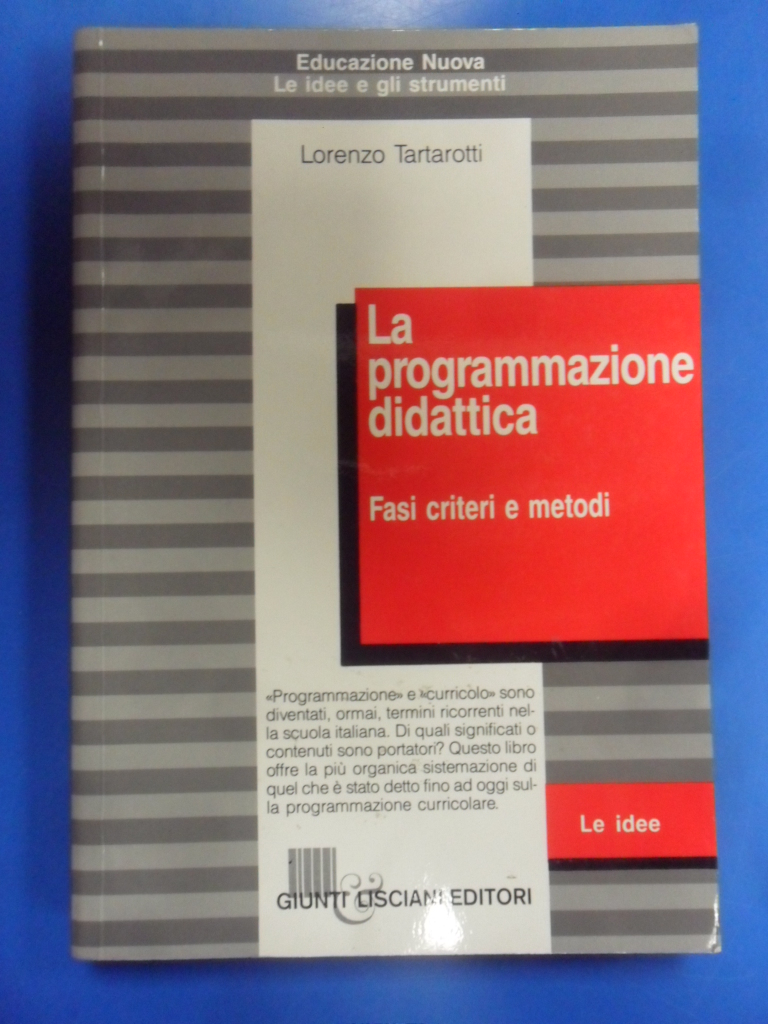 Educazione Nuova
Le idee e gli strumenti
Lorenzo Tartarotti
La
programmazione
didattica
Fasi criteri e metodi
«Programmazione» e «curricolo» sono
diventati, ormai, termini ricorrenti nel-
la scuola italiana. Di quali significati o
contenuti sono portatori? Questo libro
offre la più organica sistemazione di
quel che è stato detto fino ad oggi sul-
la programmazione curricolare.
Le idee
GIUNTI & LISCIANI EDITORI